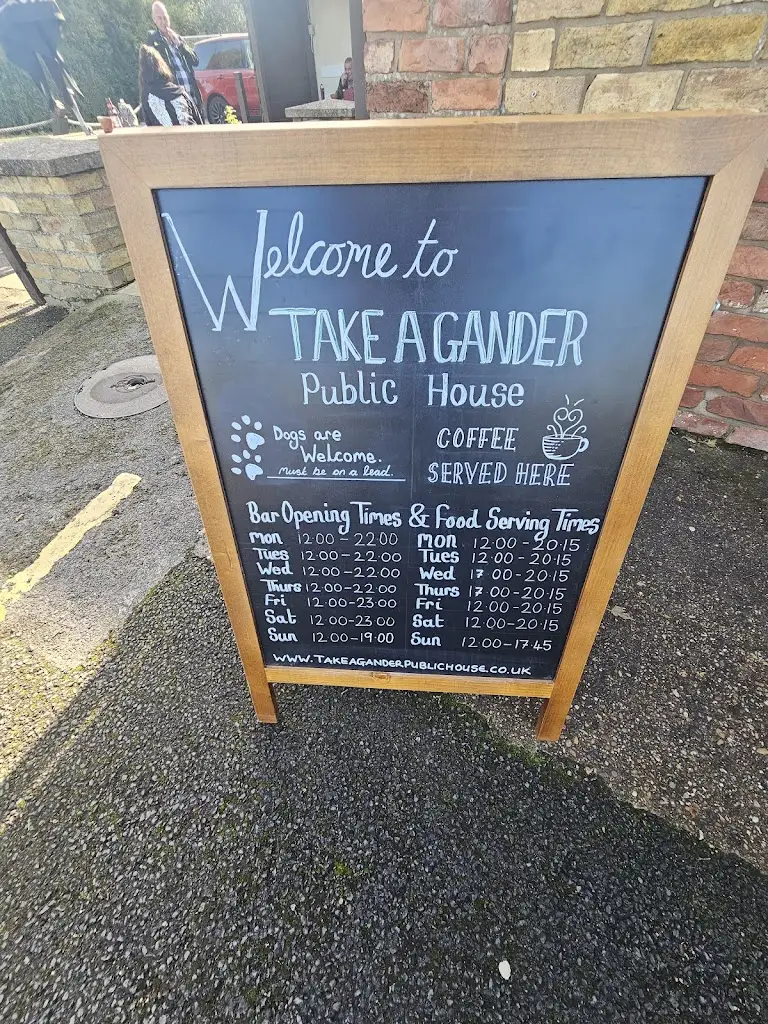 Welcome to
TAKE A GANDER
Public House
Dogs are
Welcome.
must be on a lead.
COFFEE
SERVED HERE
Bar Opening Times & Food Serving Times
Mon 12:00-22:00
Tues 12:00-22:00
Wed 12:00-22:00
Thurs 12:00-22:00
Fri 12:00-23:00
Sat 12:00-23:00
Sun 12:00-19:00
Mon 12:00-20:15
Tues 12:00-20:15
Wed 17:00-20:15
Thurs 17:00-20:15
Fri 12:00-20:15
Sat 12:00-20:15
Sun 12:00-17:45
WWW.TAKEAGANDERPUBLICHOUSE.CO.UK